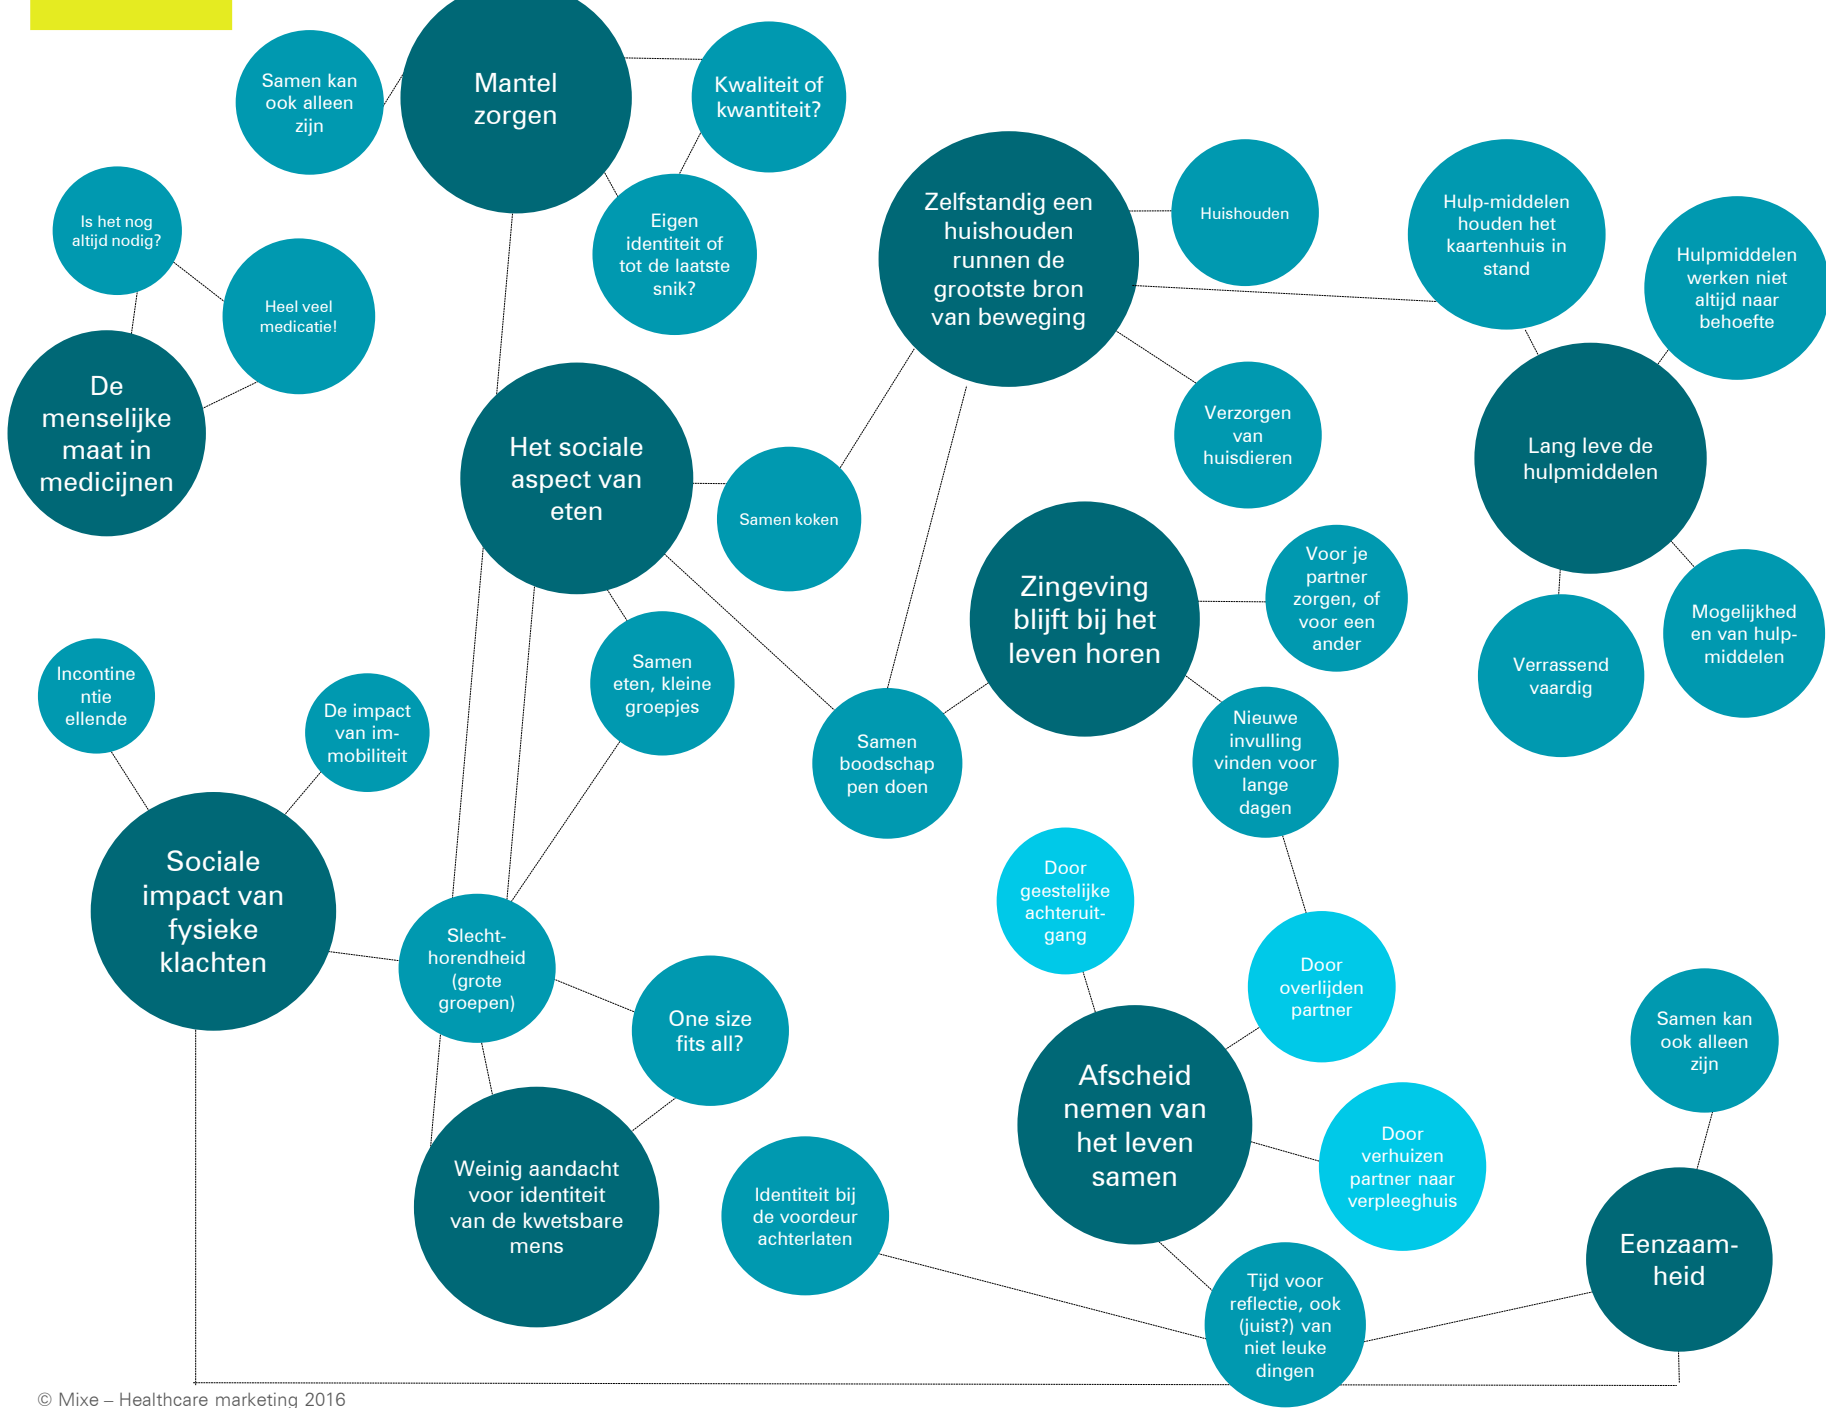 Mantel
zorgen
Samen kan
ook alleen
zijn
Kwaliteit of
kwantiteit?
Eigen
identiteit of
tot de laatste
snik?
Is het nog
altijd nodig?
Heel veel
medicatie!
De
menselijke
maat in
medicijnen
Zelfstandig een
huishouden
runnen de
grootste bron
van beweging
Huishouden
Hulp-middelen
houden het
kaartenhuis in
stand
Hulpmiddelen
werken niet
altijd naar
behoefte
Verzorgen
van
huisdieren
Lang leve de
hulpmiddelen
Het sociale
aspect van
eten
Samen koken
Zingeving
blijft bij het
leven horen
Voor je
partner
zorgen, of
voor een
ander
Verrassend
vaardig
Mogelijkhed
en van hulp-
middelen
Incontine
ntie
ellende
De impact
van im-
mobiliteit
Samen
eten, kleine
groepjes
Samen
boodschap
pen doen
Nieuwe
invulling
vinden voor
lange
dagen
Sociale
impact van
fysieke
klachten
Slecht-
horendheid
(grote
groepen)
One size
fits all?
Door
geestelijke
achteruit-
gang
Door
overlijden
partner
Samen kan
ook alleen
zijn
Weinig aandacht
voor identiteit
van de kwetsbare
mens
Identiteit bij
de voordeur
achterlaten
Afscheid
nemen van
het leven
samen
Door
verhuizen
partner naar
verpleeghuis
Eenzaam-
heid
Tijd voor
reflectie, ook
(juist?) van
niet leuke
dingen
© Mixe – Healthcare marketing 2016